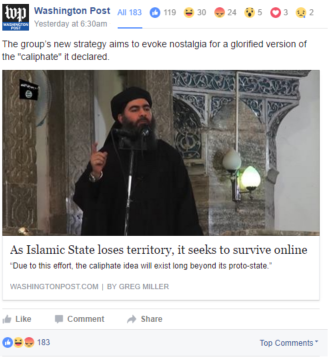 wp
WASHINGTON
POST
Washington Post All 183 119 30 24 5 3 2
Yesterday at 6:30am
The group's new strategy aims to evoke nostalgia for a glorified version of
the "caliphate" it declared.
As Islamic State loses territory, it seeks to survive online
"Due to this effort, the caliphate idea will exist long beyond its proto-state."
WASHINGTONPOST.COM | BY GREG MILLER
Like Comment Share
183 Top Comments